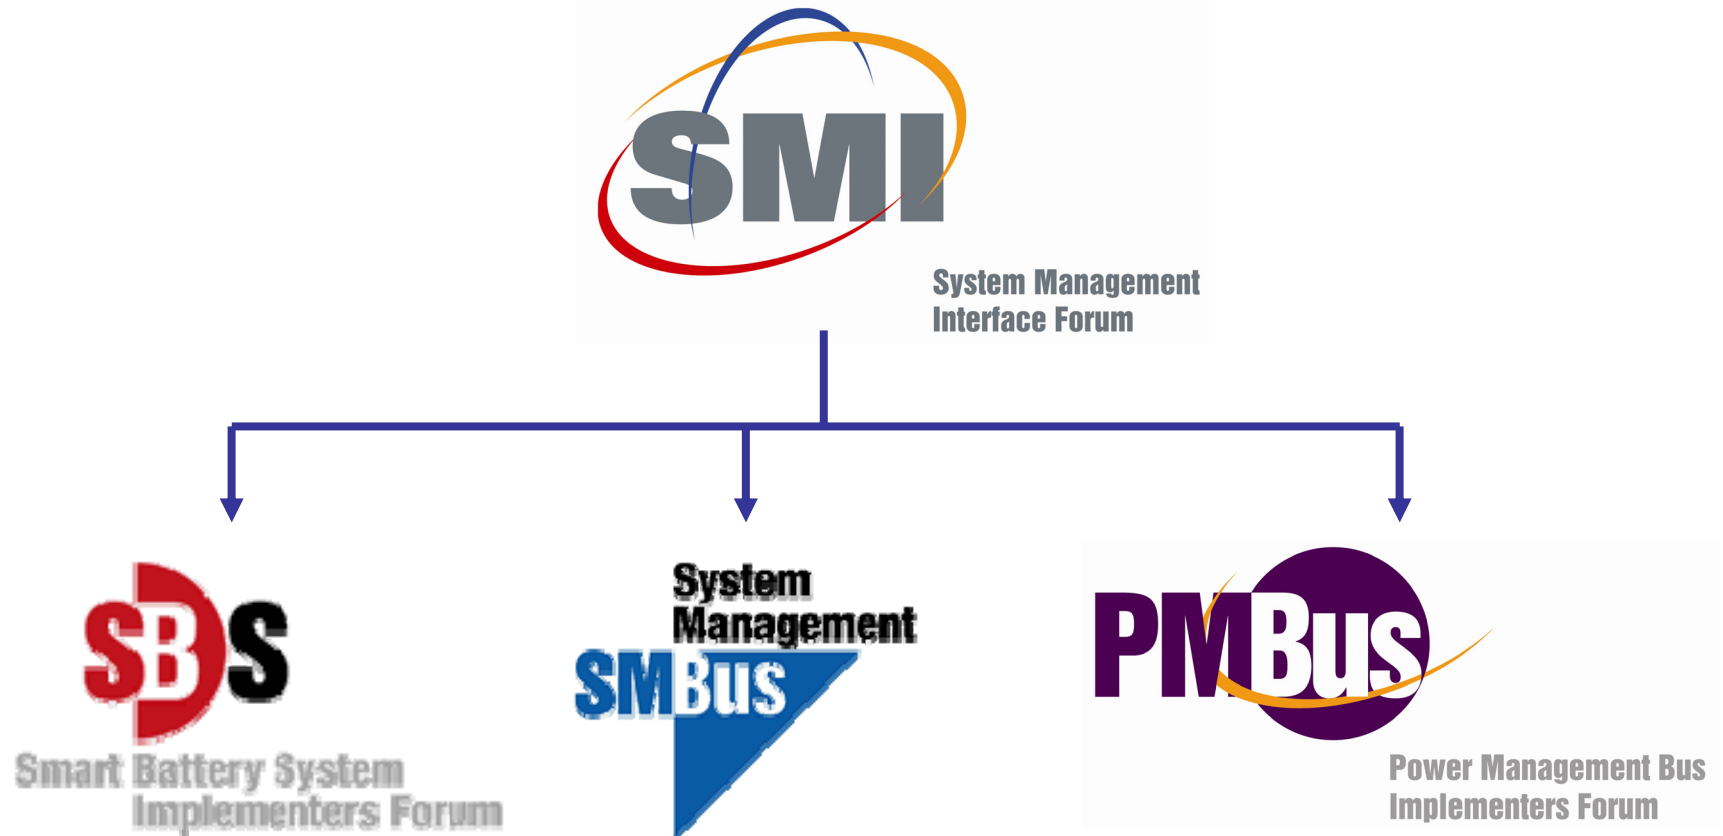 SMI
System Management
Interface Forum
SBS
Smart Battery System
Implementers Forum
System
Management
SMBus
PMBus
Power Management Bus
Implementers Forum